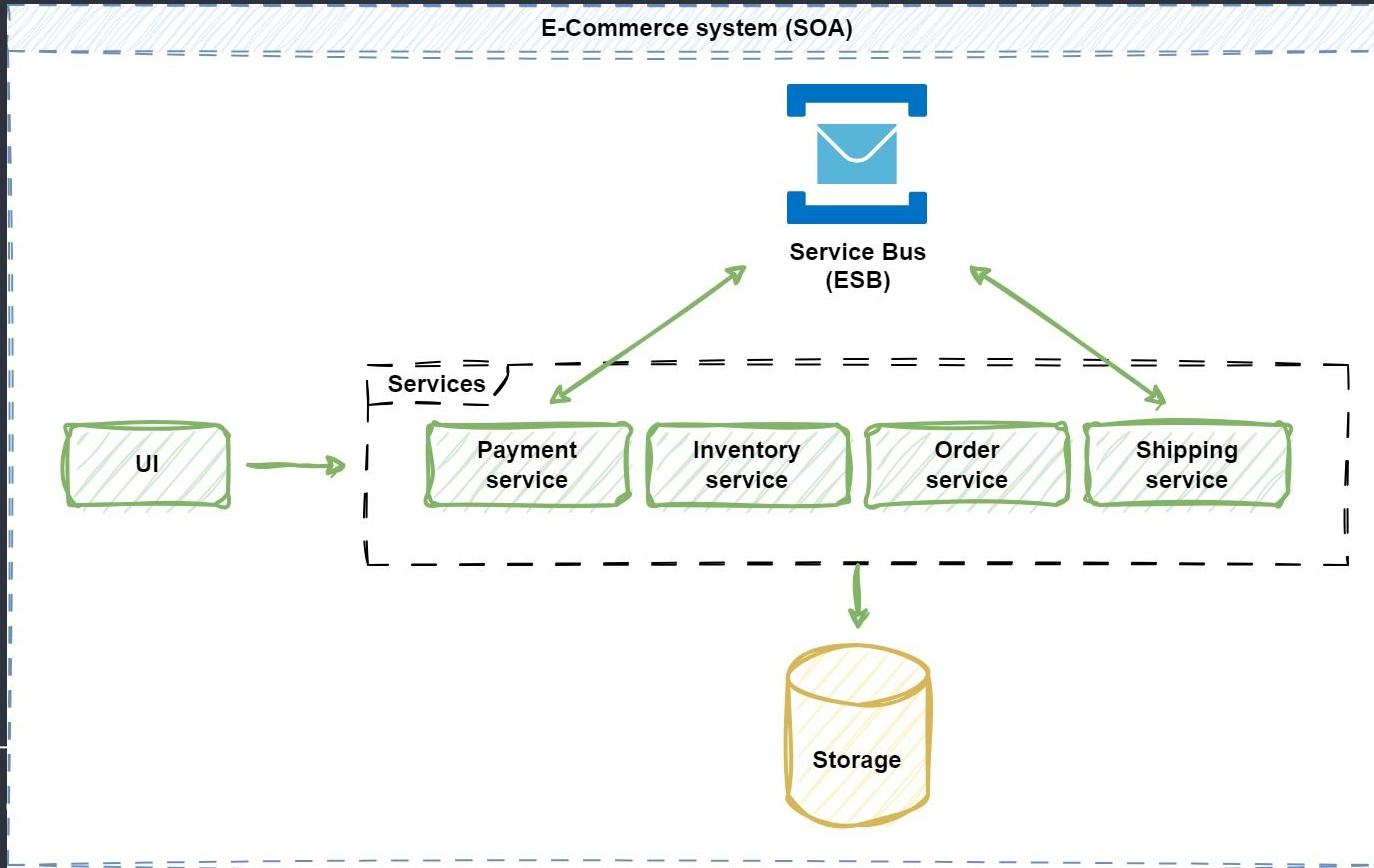 E-Commerce system (SOA)
Service Bus
(ESB)
Services
UI
Payment
service
Inventory
service
Order
service
Shipping
service
Storage